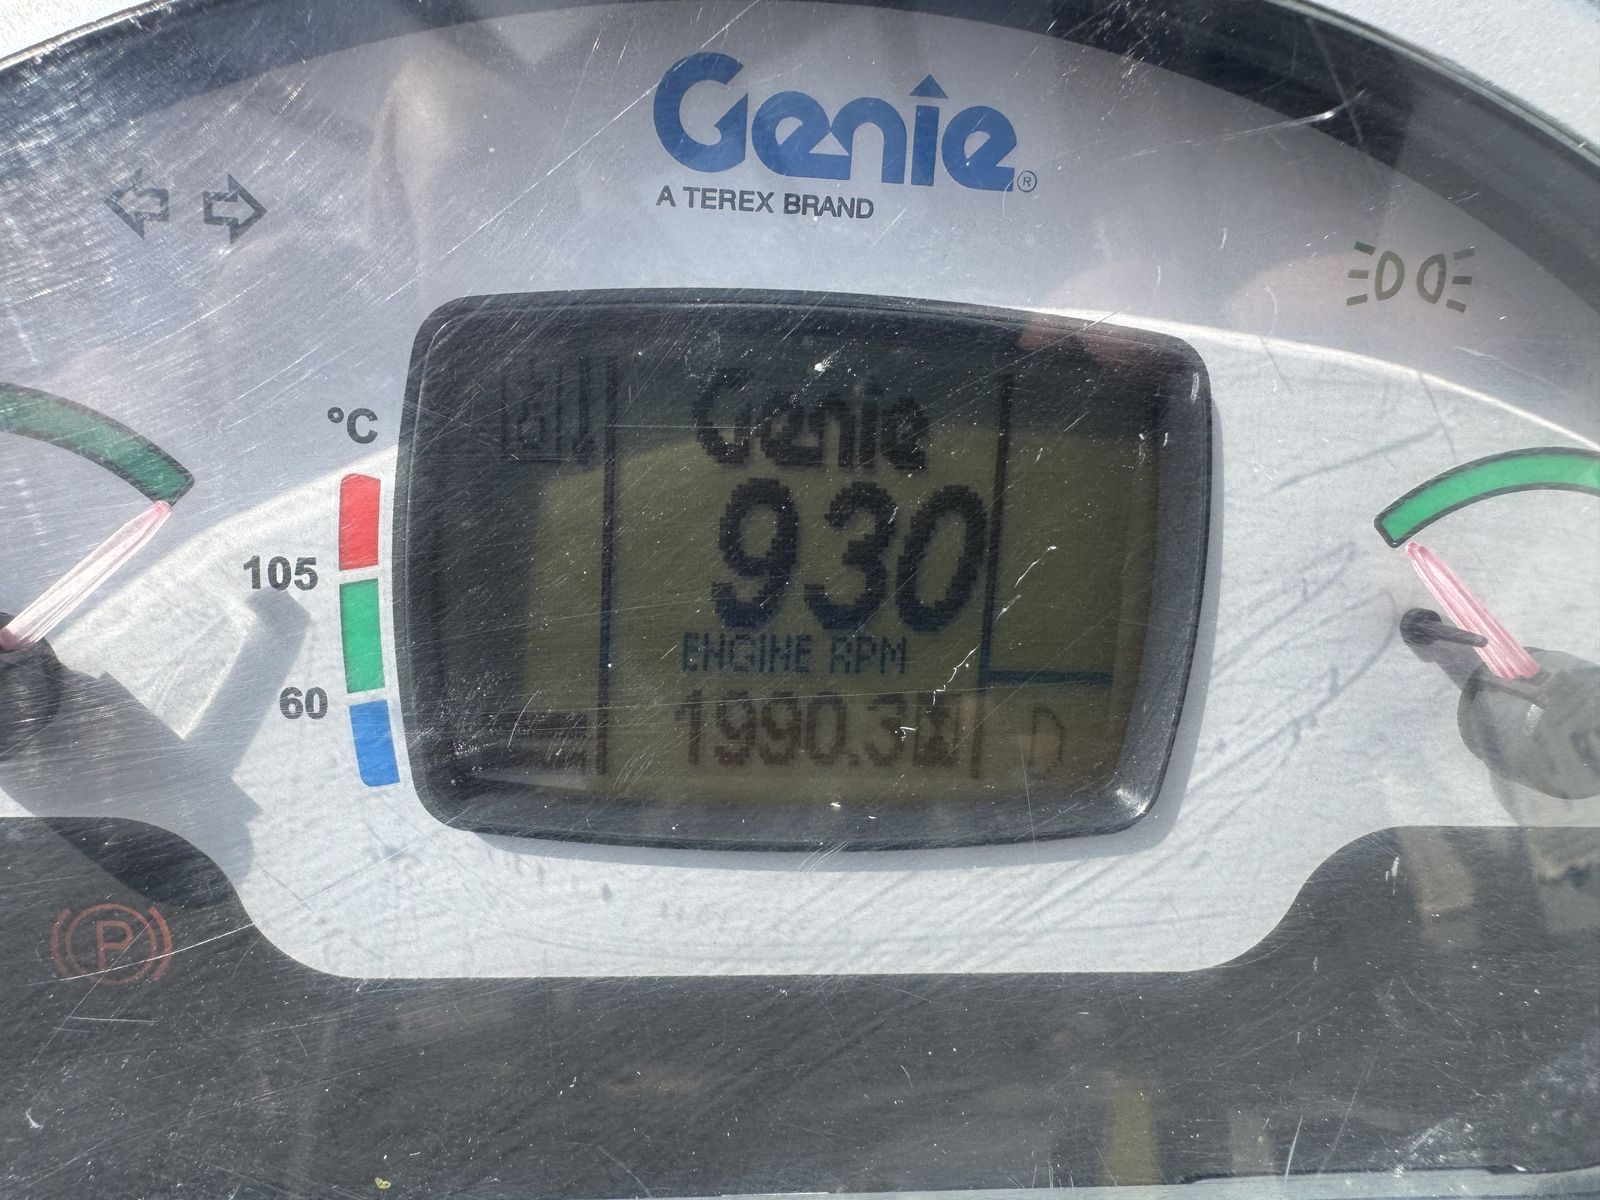 Genie®
A TEREX BRAND
°C
105
60
Genie
930
ENGINE RPM
1990.3
P